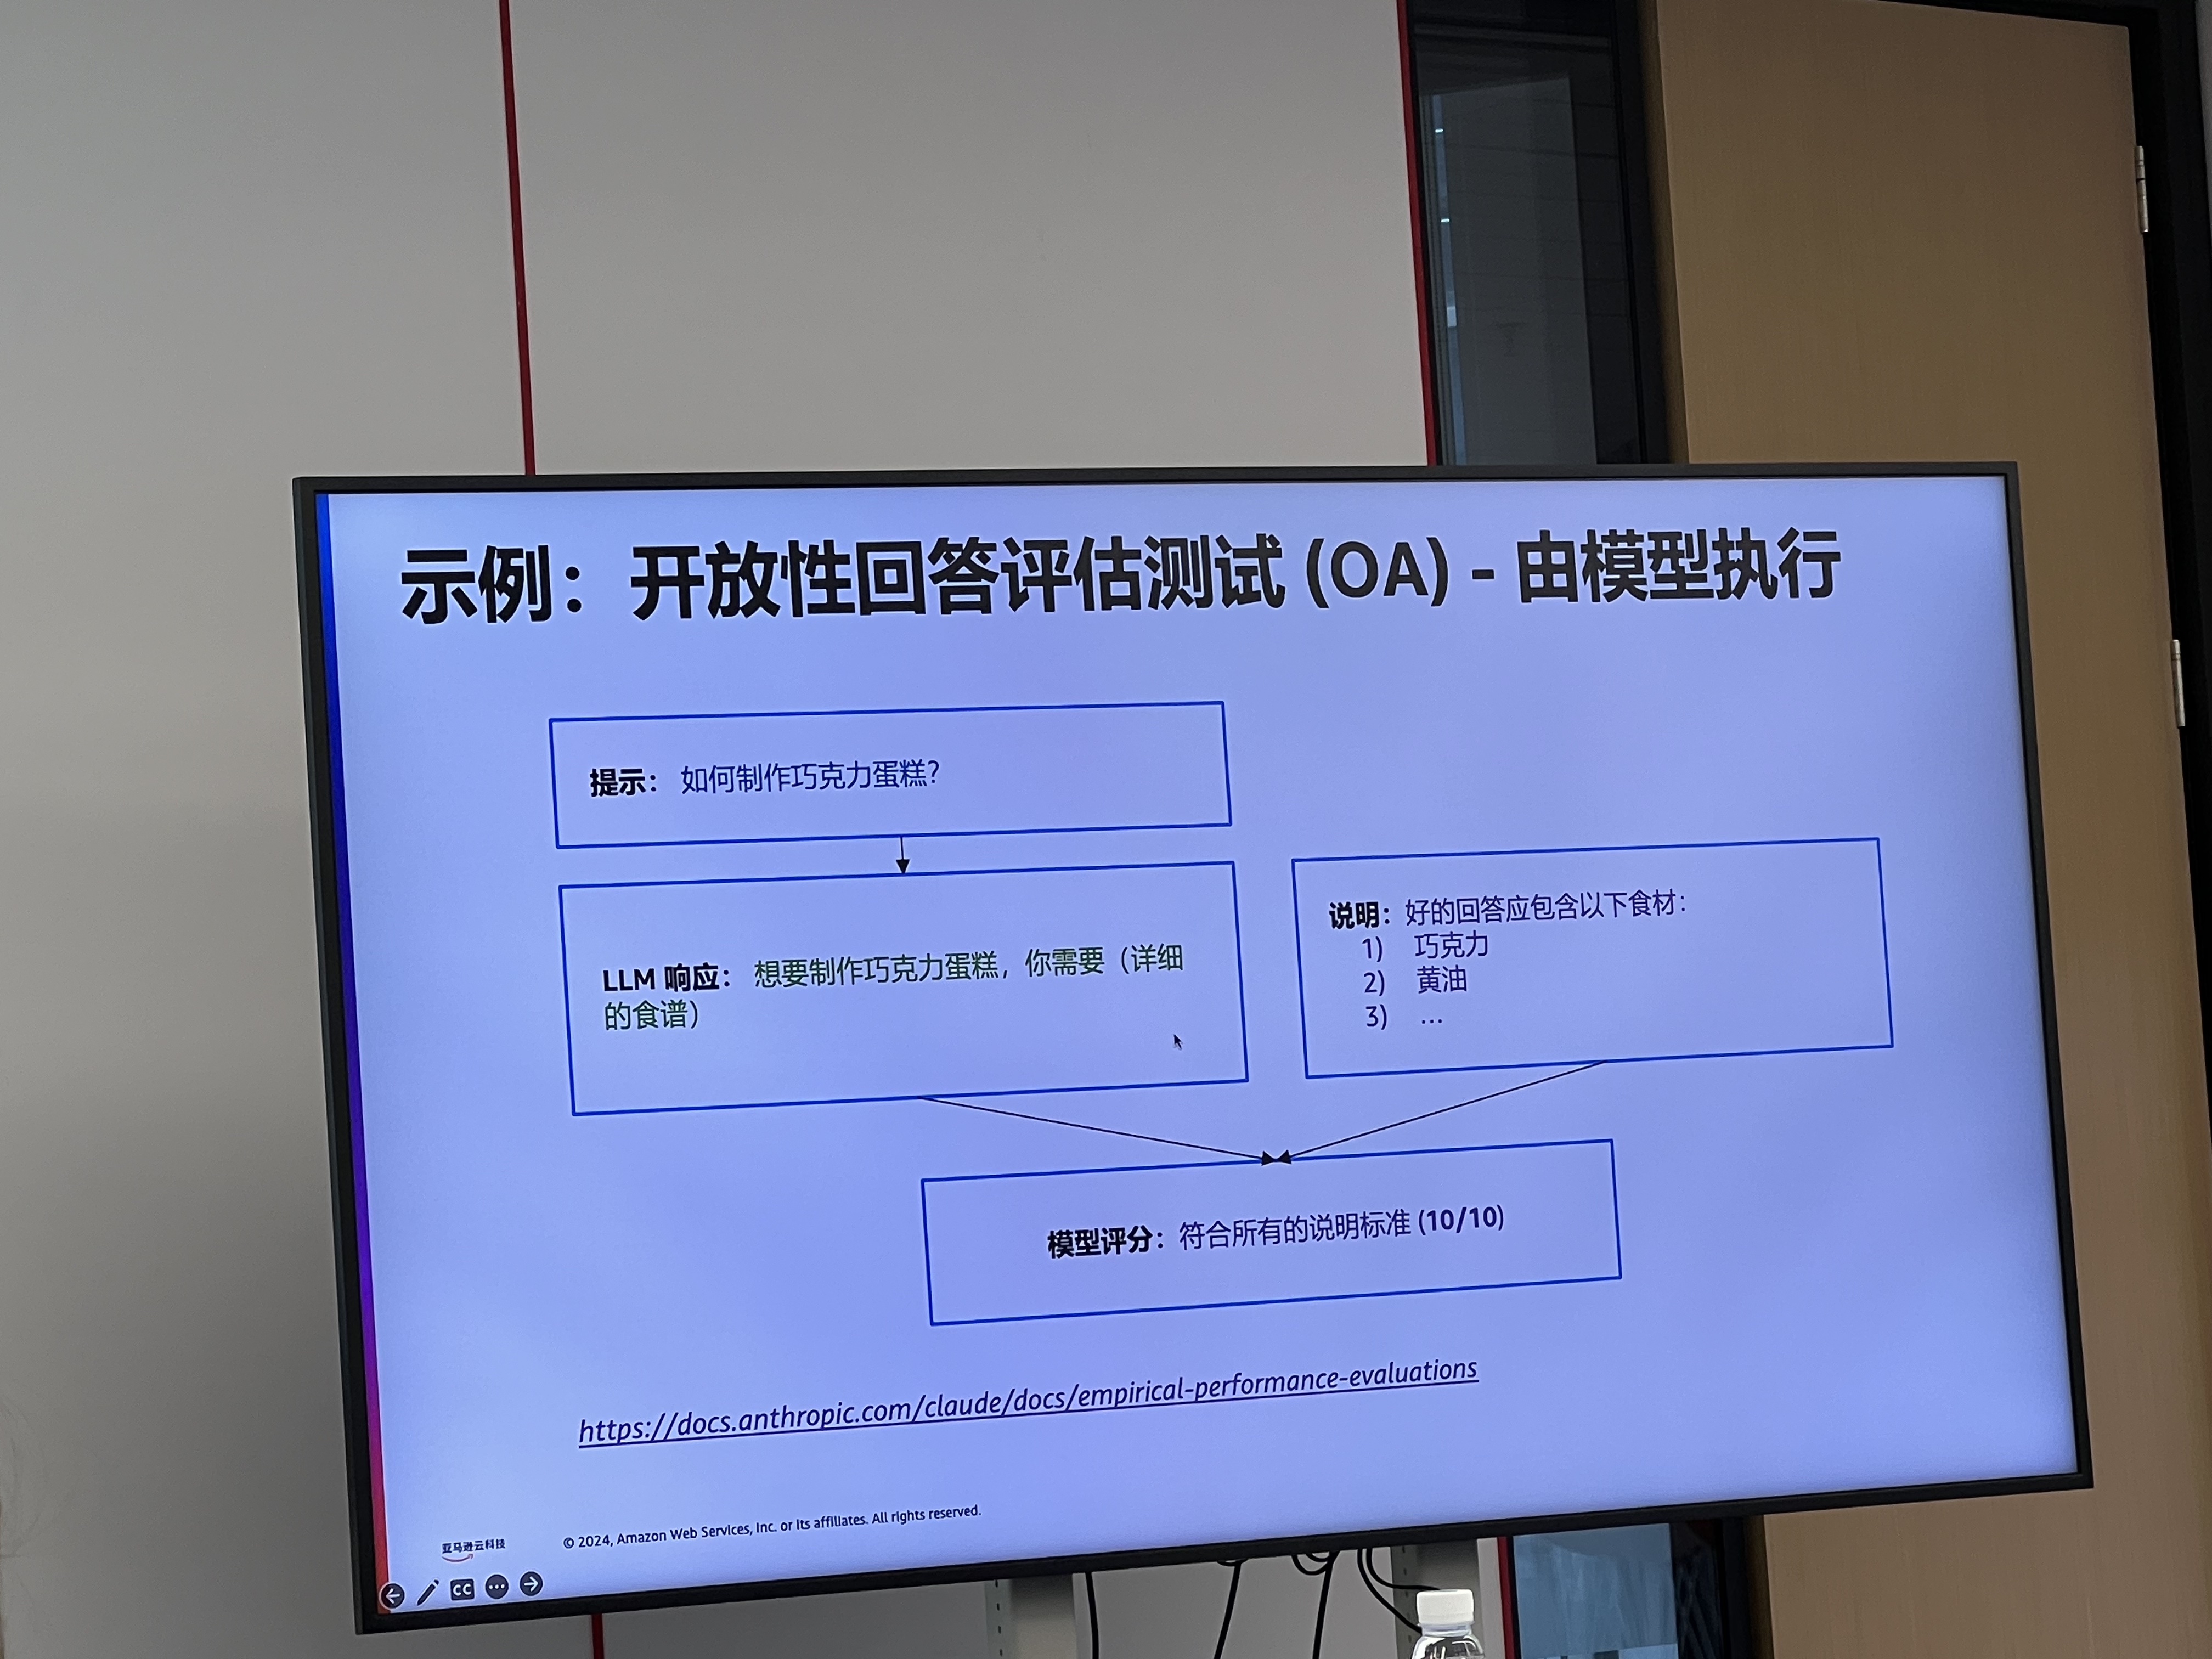 示例：开放性回答评估测试 (OA) - 由模型执行
提示： 如何制作巧克力蛋糕？
LLM 响应： 想要制作巧克力蛋糕，你需要（详细
的食谱）
说明：好的回答应包含以下食材：
1) 巧克力
2) 黄油
3) …
模型评分：符合所有的说明标准 (10/10)
https://docs.anthropic.com/claude/docs/empirical-performance-evaluations
亚马逊云科技
© 2024, Amazon Web Services, Inc. or its affiliates. All rights reserved.
CC